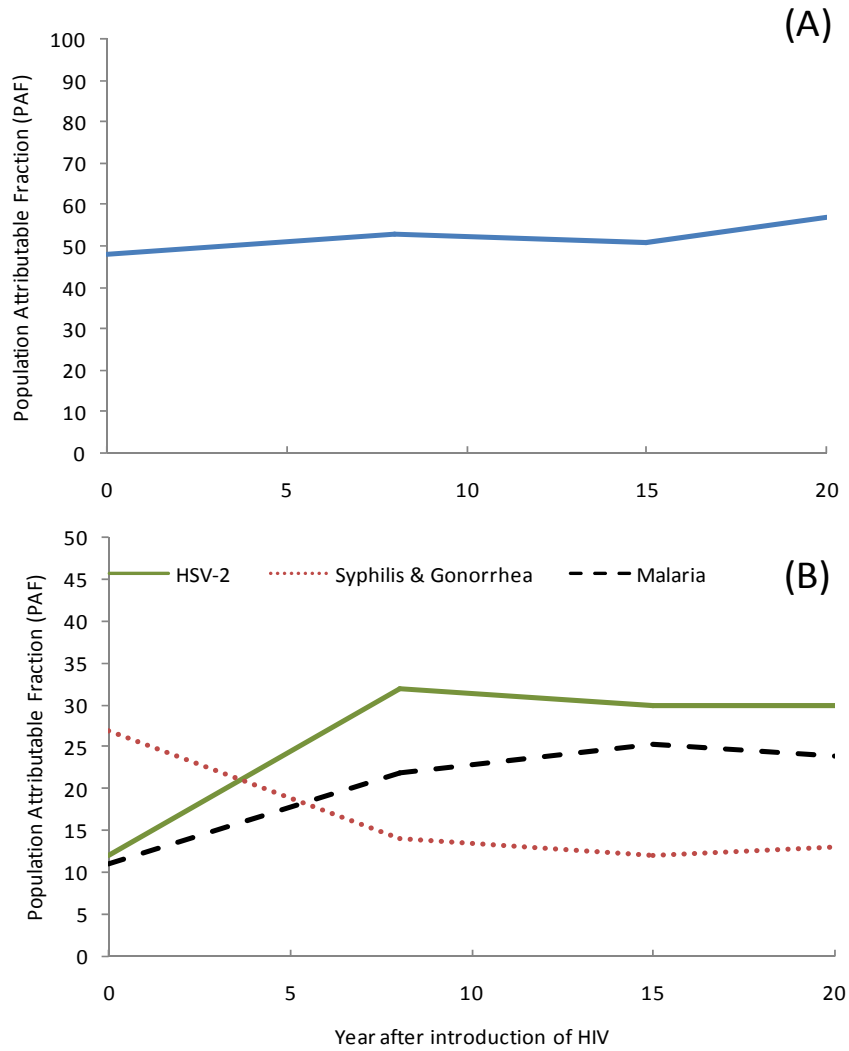 (A)
Population Attributable Fraction (PAF)
100
90
80
70
60
50
40
30
20
10
0
0 5 10 15 20
(B)
Population Attributable Fraction (PAF)
50
45
40
35
30
25
20
15
10
5
0
HSV-2 Syphilis & Gonorrhea Malaria
0 5 10 15 20
Year after introduction of HIV